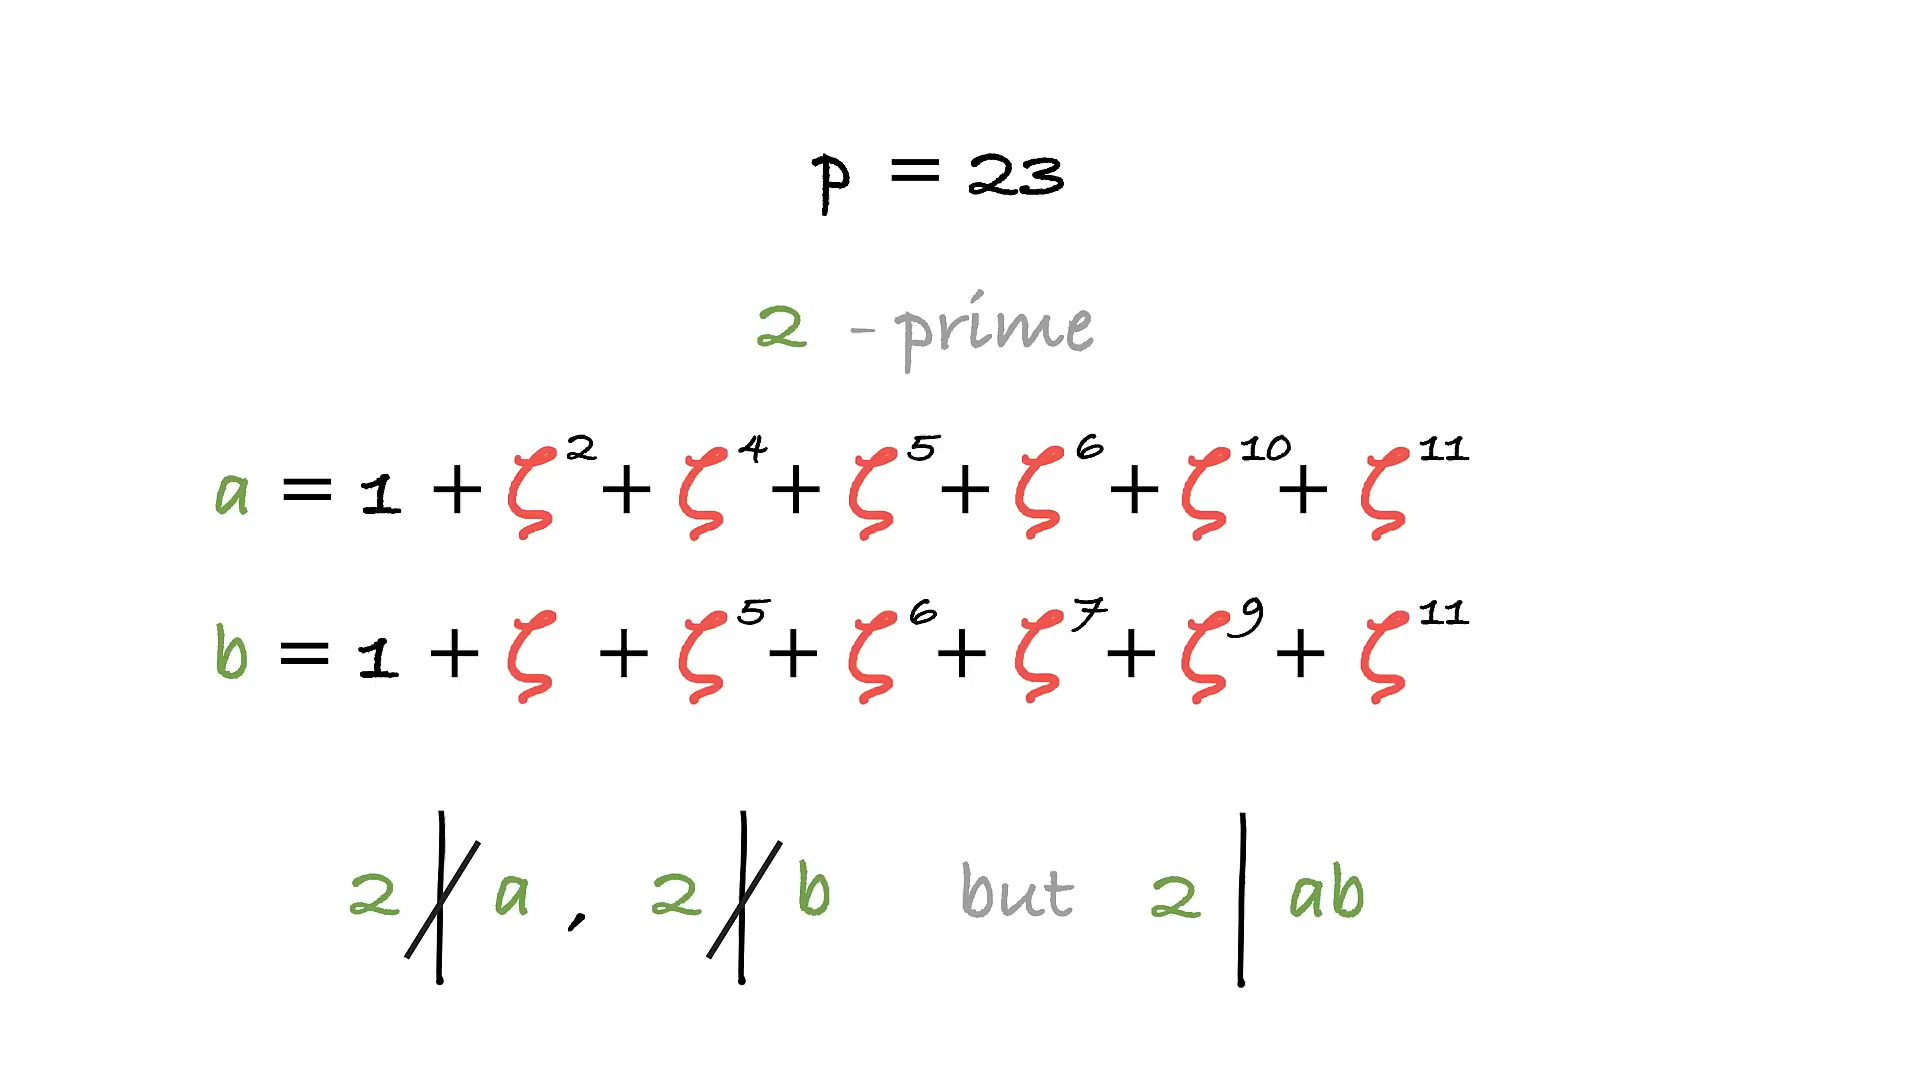 p = 23
2 - prime
a = 1 + ζ² + ζ⁴ + ζ⁵ + ζ⁶ + ζ¹⁰ + ζ¹¹
b = 1 + ζ + ζ⁵ + ζ⁶ + ζ⁷ + ζ⁹ + ζ¹¹
2 ∤ a , 2 ∤ b but 2 | ab